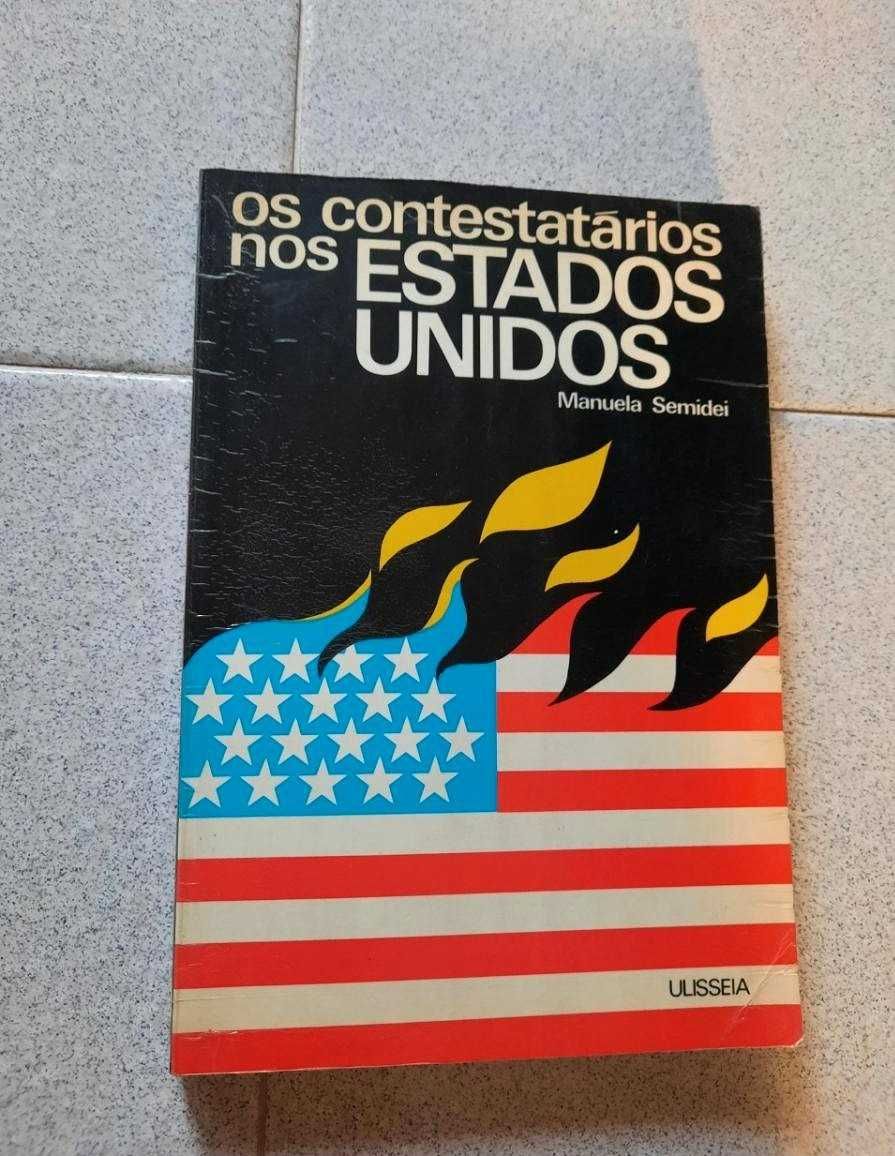 os contestatários
nos ESTADOS
UNIDOS
Manuela Semidei
ULISSEIA